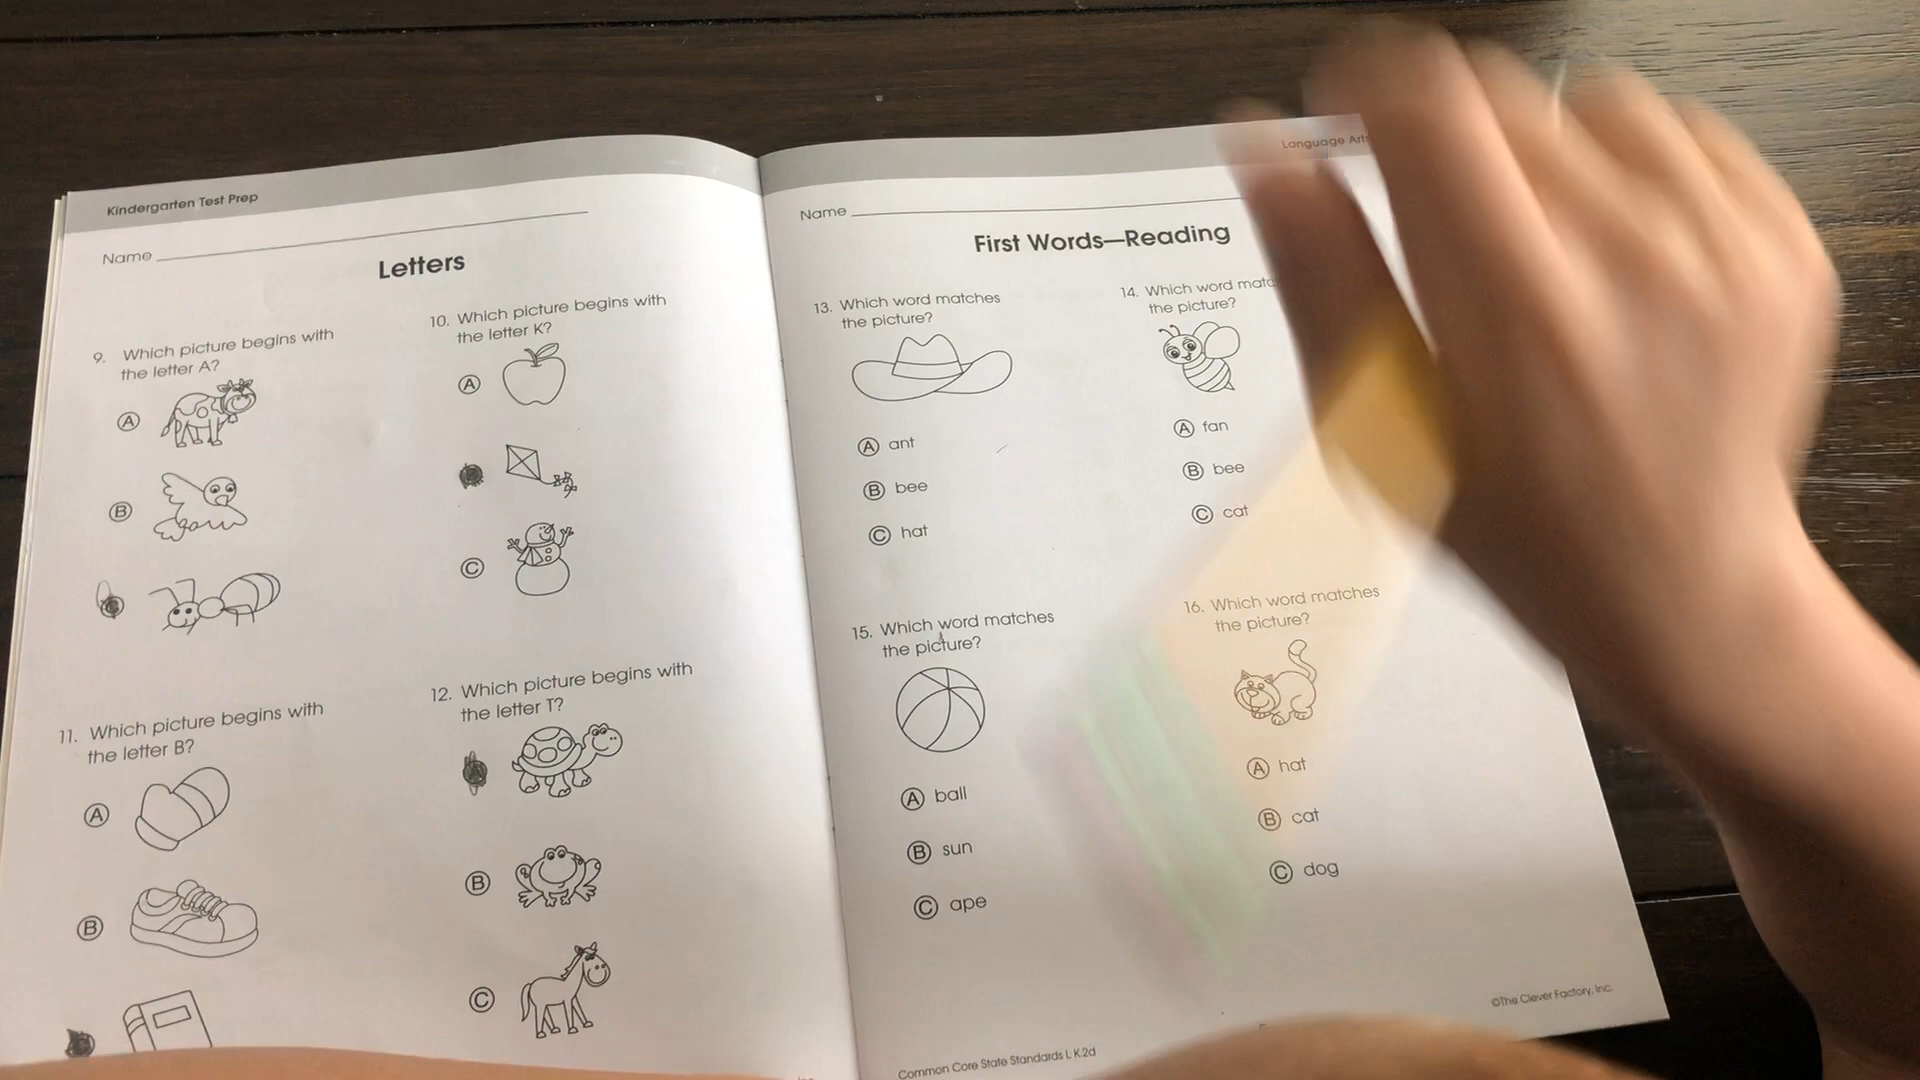 Kindergarten Test Prep
Name
Letters
9. Which picture begins with
the letter A?
A
B
C
10. Which picture begins with
the letter K?
A
C
11. Which picture begins with
the letter B?
A
B
12. Which picture begins with
the letter T?
A
B
C
Language
Name
First Words—Reading
13. Which word matches
the picture?
A ant
B bee
C hat
14. Which word
the picture?
A fan
B bee
C cat
15. Which word matches
the picture?
A ball
B sun
C ape
16. Which word matches
the picture?
A hat
B cat
C dog
©The Clever Factory, Inc.
Common Core State Standards L.K.2d